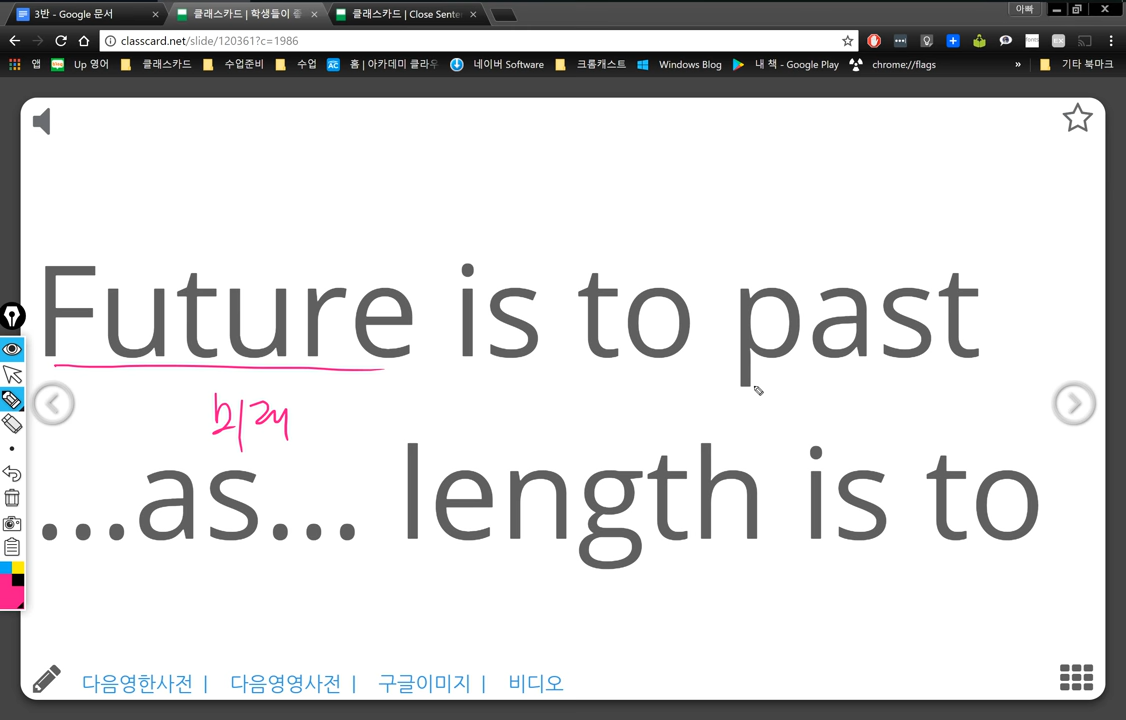 3반 - Google 문서
클래스카드 | 학생들이 좋
클래스카드 | Close Sente
아빠
classcard.net/slide/120361?c=1986
앱 Up 영어 클래스카드 수업준비 수업 홈 | 아카데미 클라우 네이버 Software 크롬캐스트 Windows Blog 내 책 - Google Play chrome://flags » 기타 북마크
Future is to past
미래
...as... length is to
다음영한사전 | 다음영영사전 | 구글이미지 | 비디오